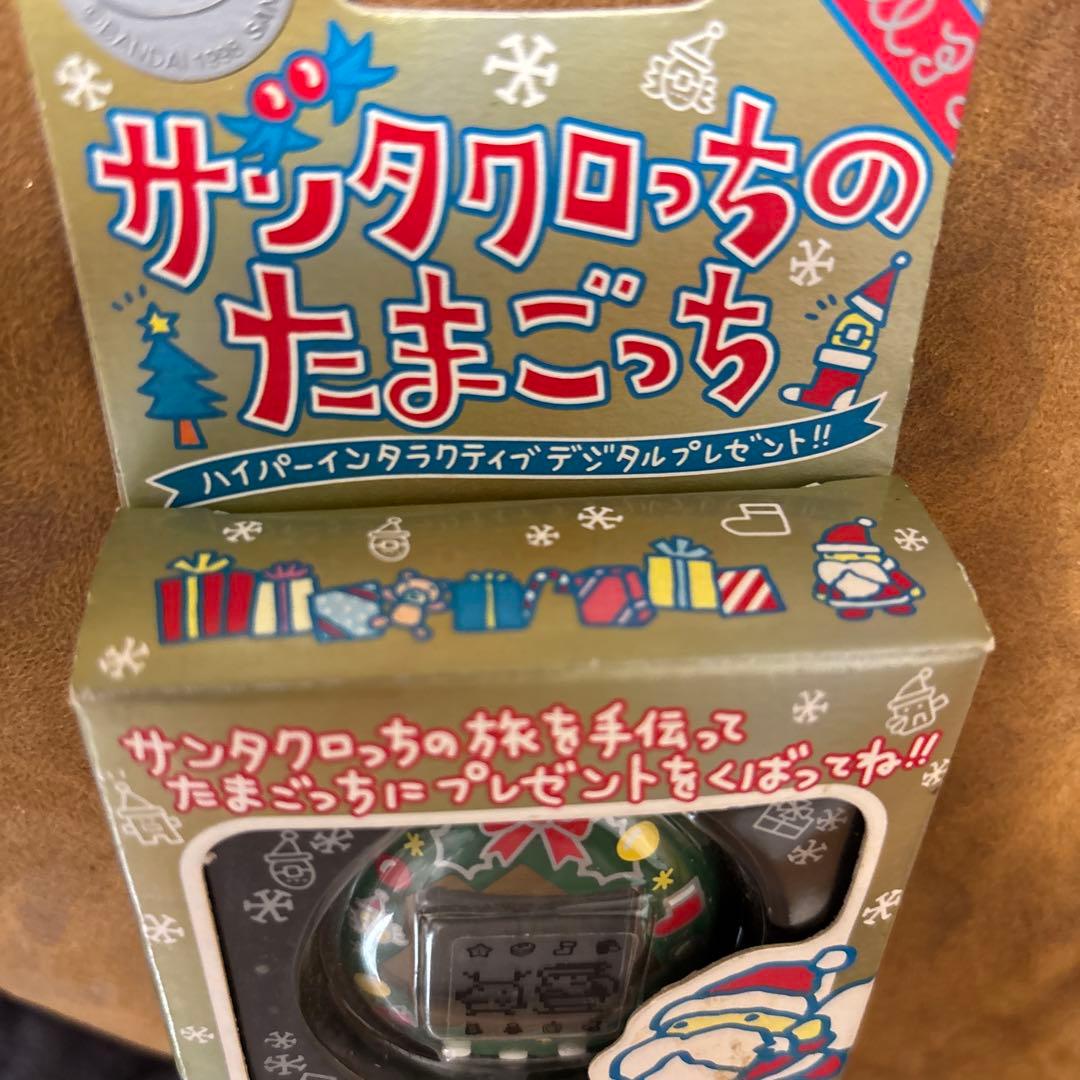 ©BANDAI 1998
サンタクロっちの
たまごっち
ハイパーインタラクティブデジタルプレゼント!!
サンタクロっちの旅を手伝って
たまごっちにプレゼントをくばってね!!